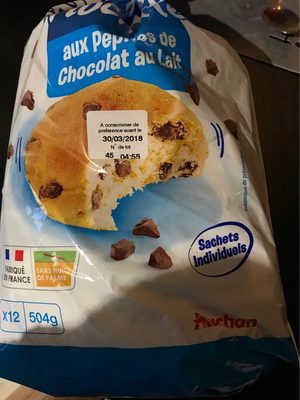 aux Pépites de
Chocolat au Lait
A consommer de
preference avant le
30/03/2018
N° de lot
45 04:55
Sachets
Individuels
FABRIQUÉ
EN FRANCE
SANS HUILE
DE PALME
X12 504g
Auchan